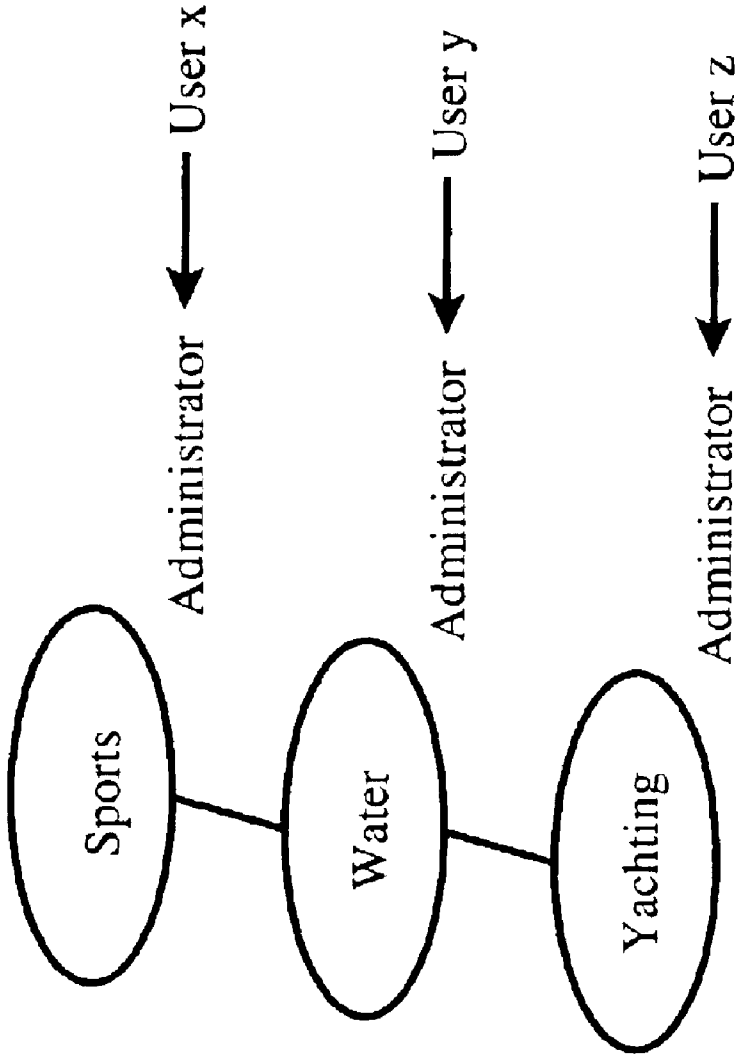 Sports
Administrator User x
Water
Administrator User y
Yachting
Administrator User z